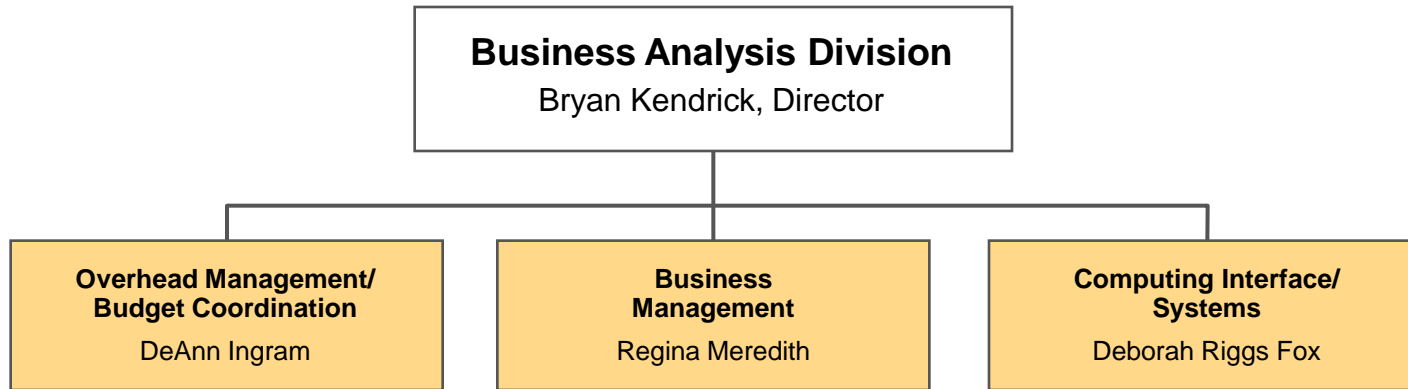 Business Analysis Division
Bryan Kendrick, Director
Overhead Management/
Budget Coordination
DeAnn Ingram
Business
Management
Regina Meredith
Computing Interface/
Systems
Deborah Riggs Fox